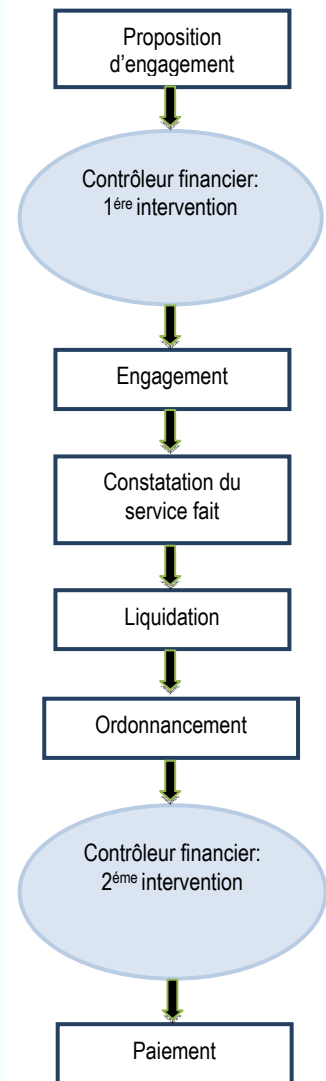 Proposition
d’engagement
Contrôleur financier:
1ére intervention
Engagement
Constatation du
service fait
Liquidation
Ordonnancement
Contrôleur financier:
2éme intervention
Paiement